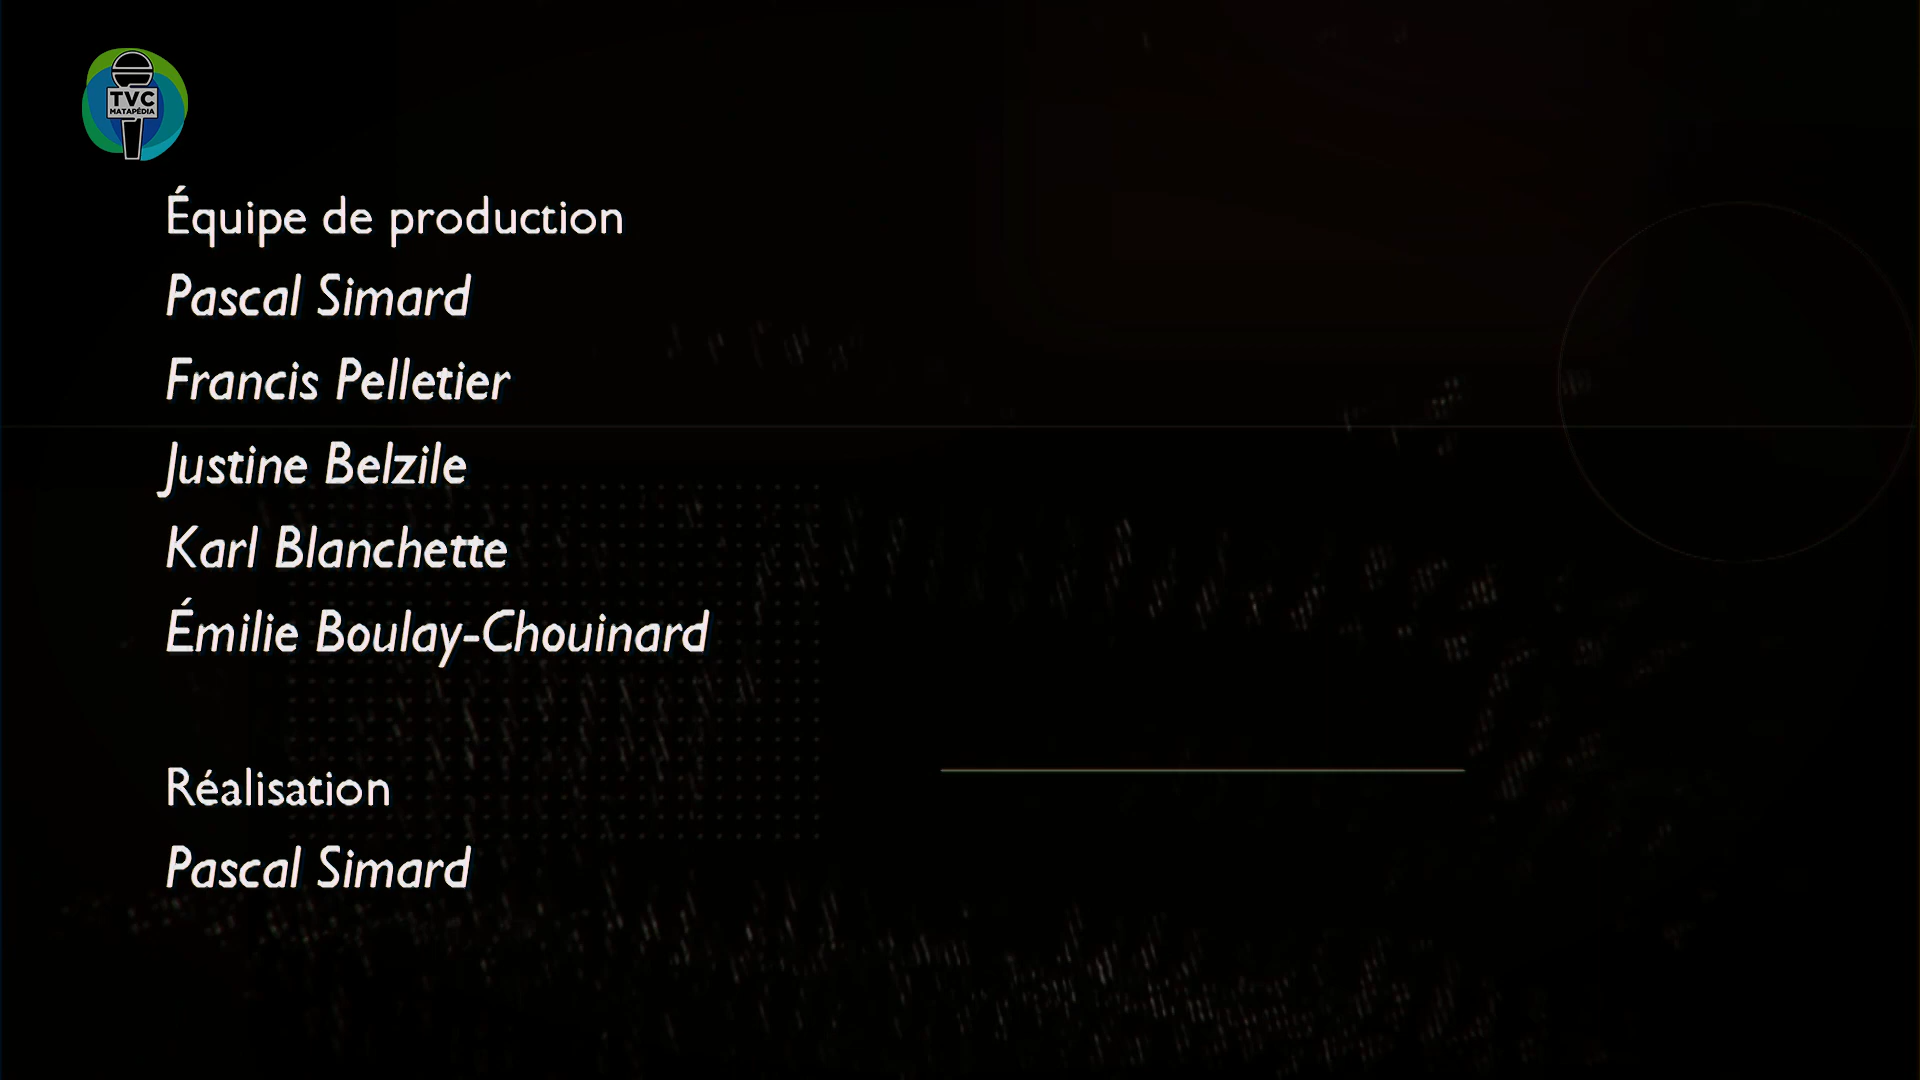 TVC
MATAPÉDIA
Équipe de production
Pascal Simard
Francis Pelletier
Justine Belzile
Karl Blanchette
Émilie Boulay-Chouinard
Réalisation
Pascal Simard